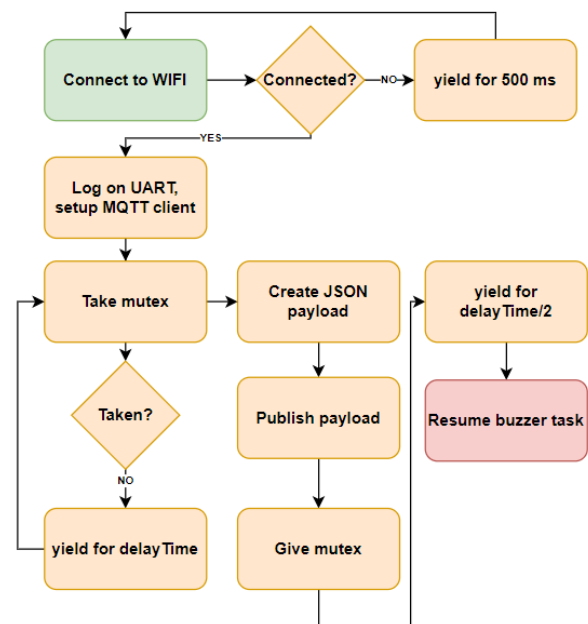 Connect to WIFI
Connected?
NO
yield for 500 ms
YES
Log on UART,
setup MQTT client
Take mutex
Create JSON
payload
yield for
delayTime/2
Taken?
Publish payload
Resume buzzer task
NO
yield for delayTime
Give mutex